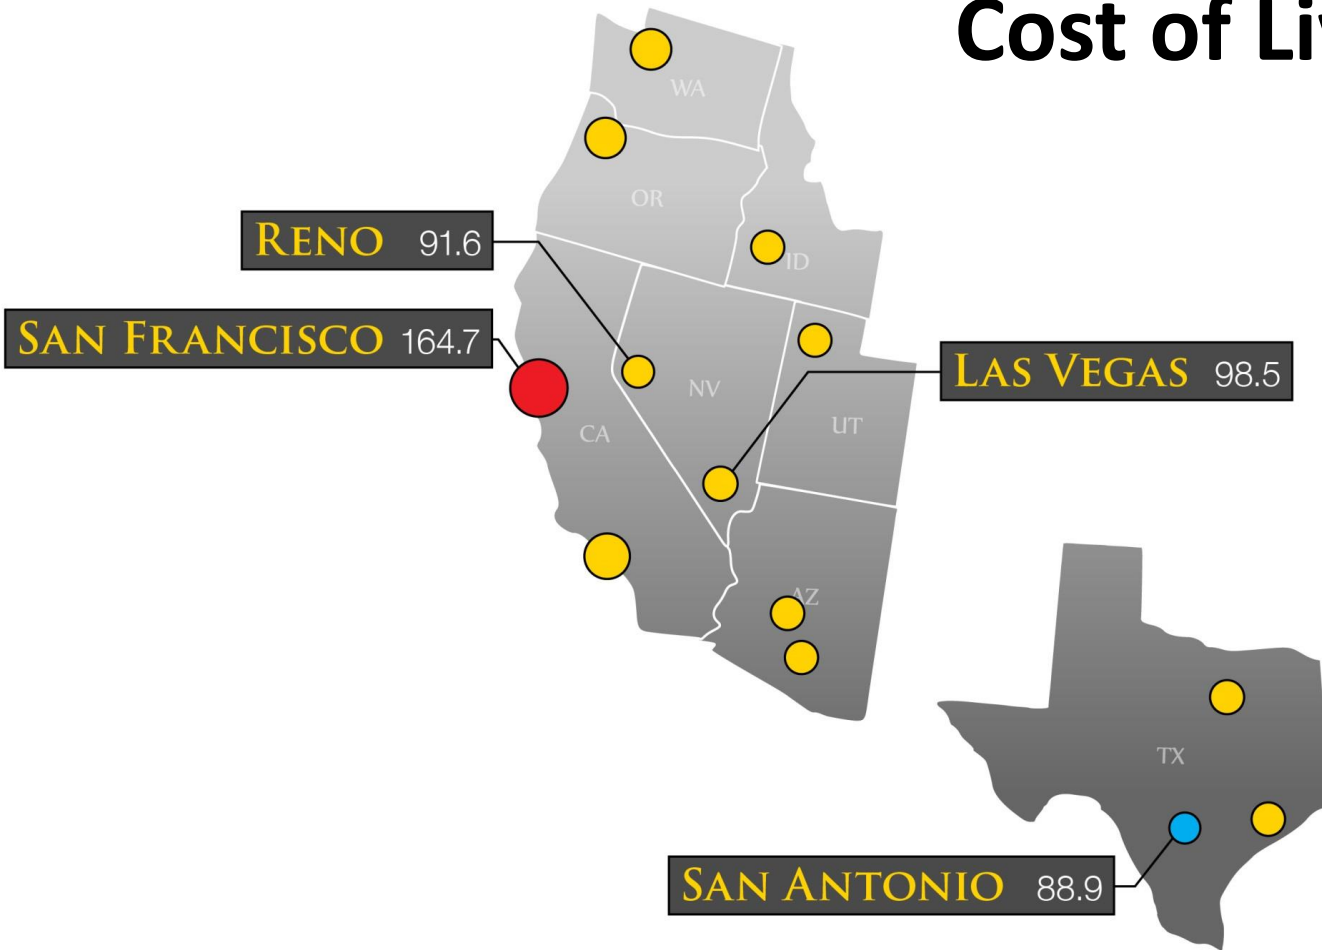 Cost of Li
WA
OR
RENO 91.6
ID
SAN FRANCISCO 164.7
NV
LAS VEGAS 98.5
UT
CA
AZ
TX
SAN ANTONIO 88.9